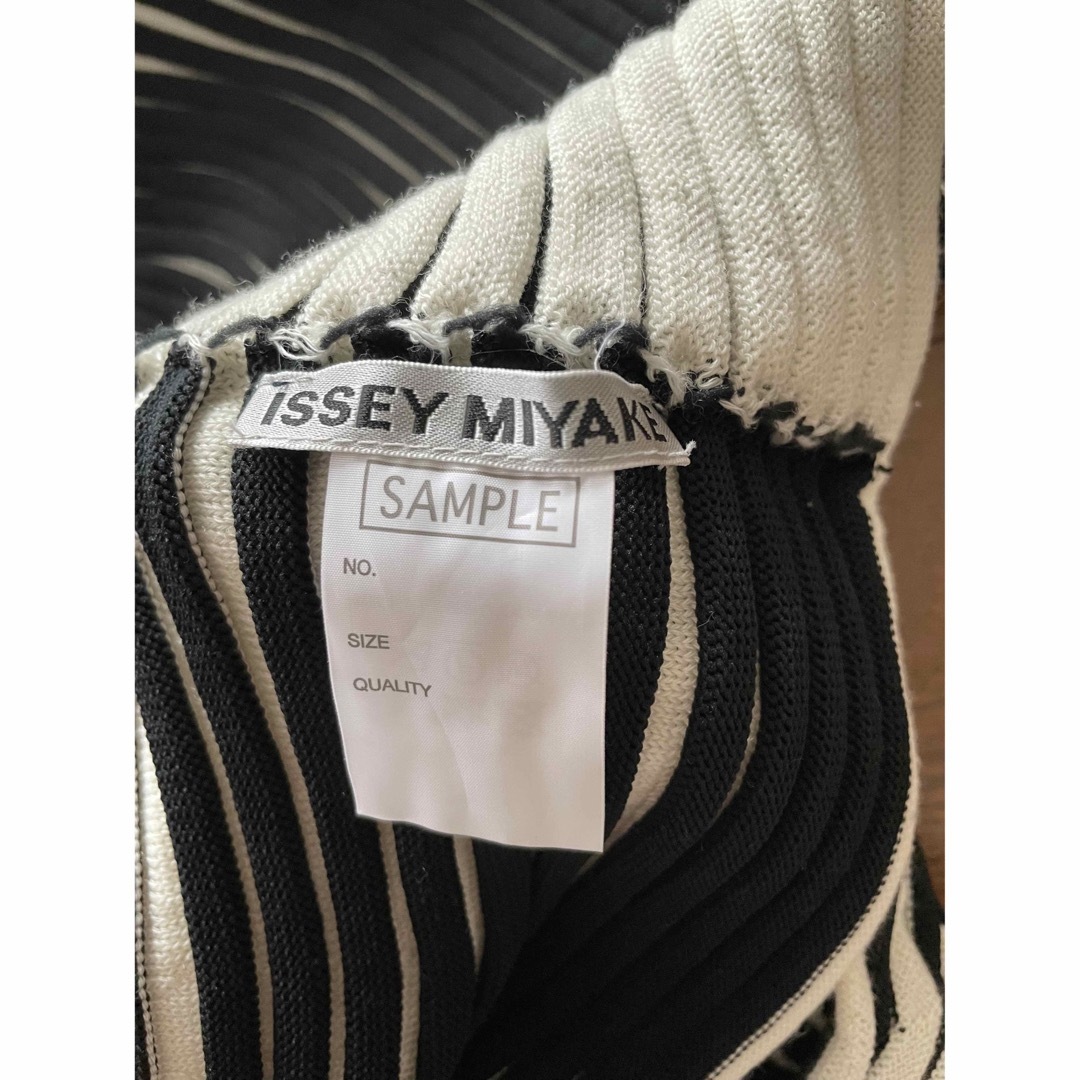 ISSEY MIYAKE
SAMPLE
NO.
SIZE
QUALITY